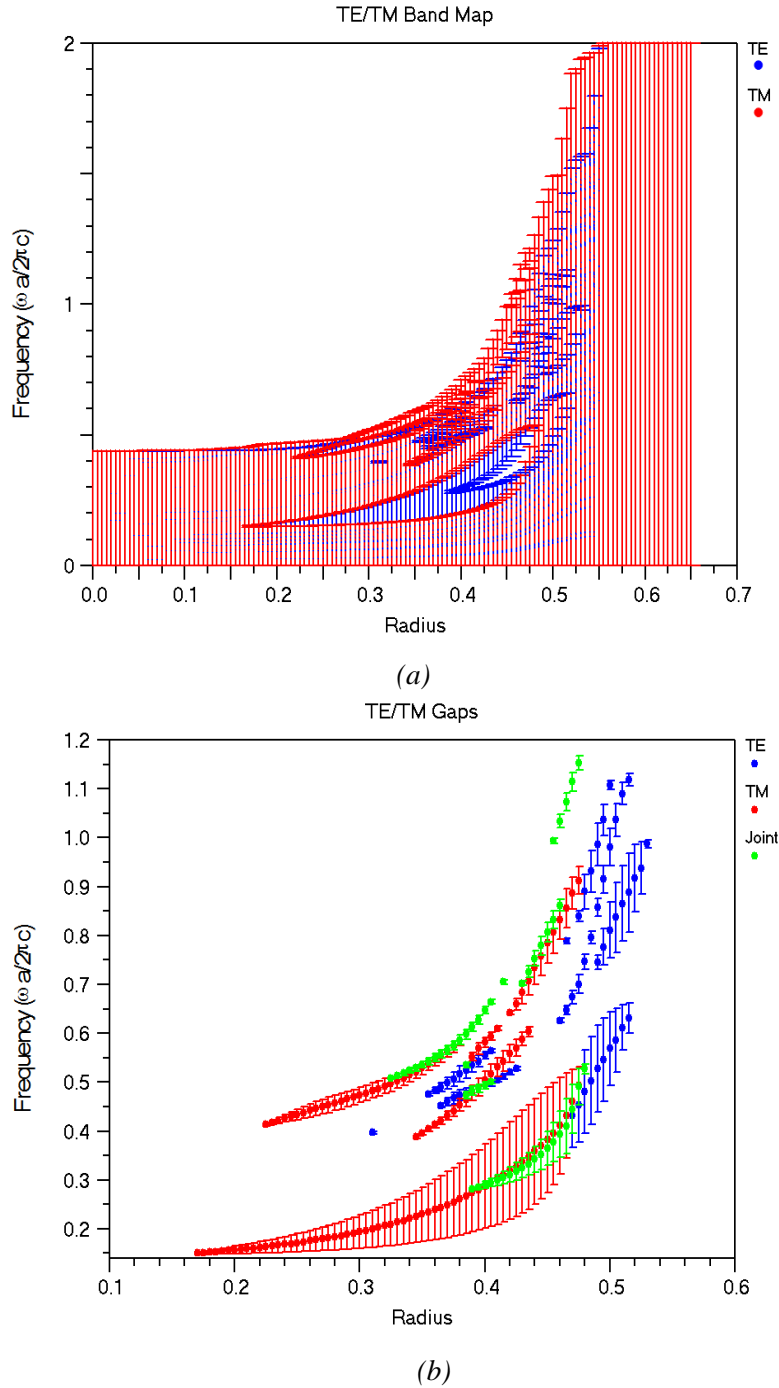 TE/TM Band Map
TE
TM
2
1
0
Frequency (ω a/2πc)
0.0 0.1 0.2 0.3 0.4 0.5 0.6 0.7
Radius
(a)
TE/TM Gaps
TE
TM
Joint
1.2
1.1
1.0
0.9
0.8
0.7
0.6
0.5
0.4
0.3
0.2
Frequency (ω a/2πc)
0.1 0.2 0.3 0.4 0.5 0.6
Radius
(b)